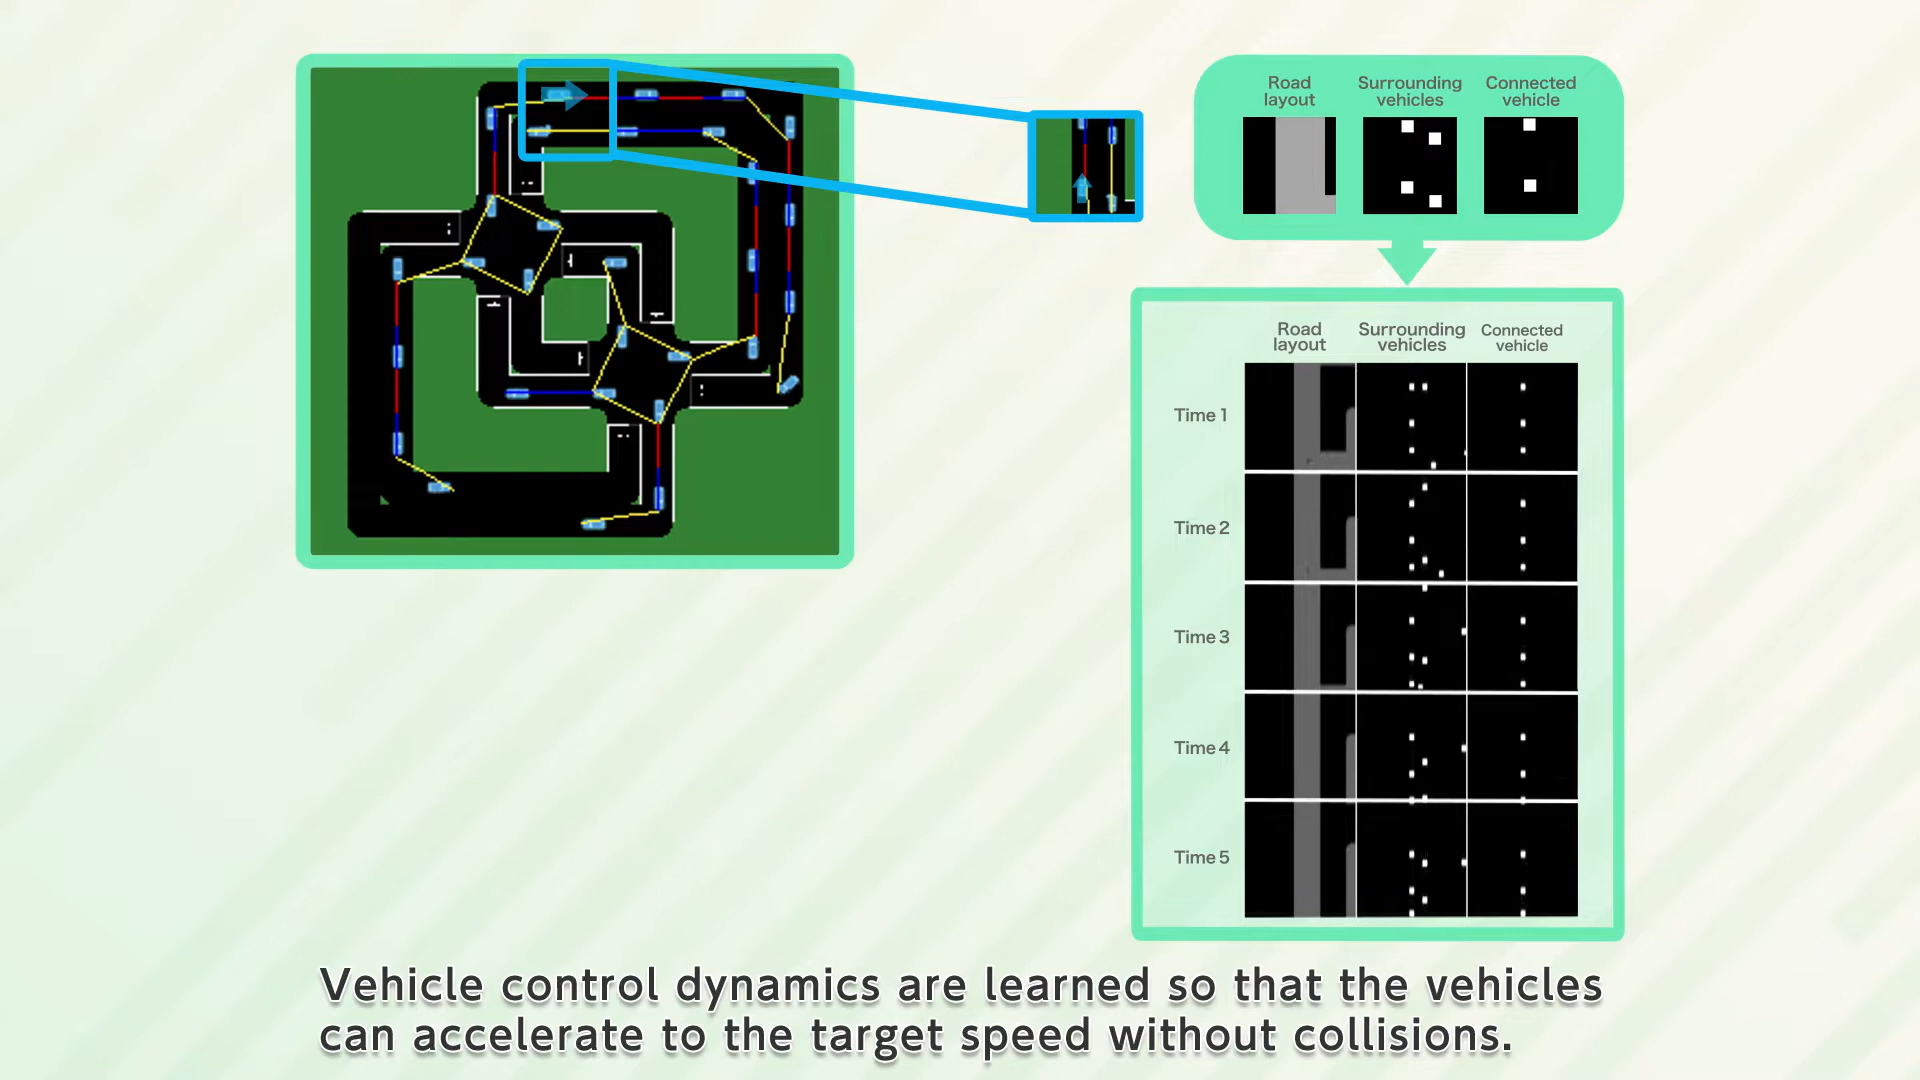 Road
layout
Surrounding
vehicles
Connected
vehicle
Road
layout
Surrounding
vehicles
Connected
vehicle
Time 1
Time 2
Time 3
Time 4
Time 5
Vehicle control dynamics are learned so that the vehicles
can accelerate to the target speed without collisions.